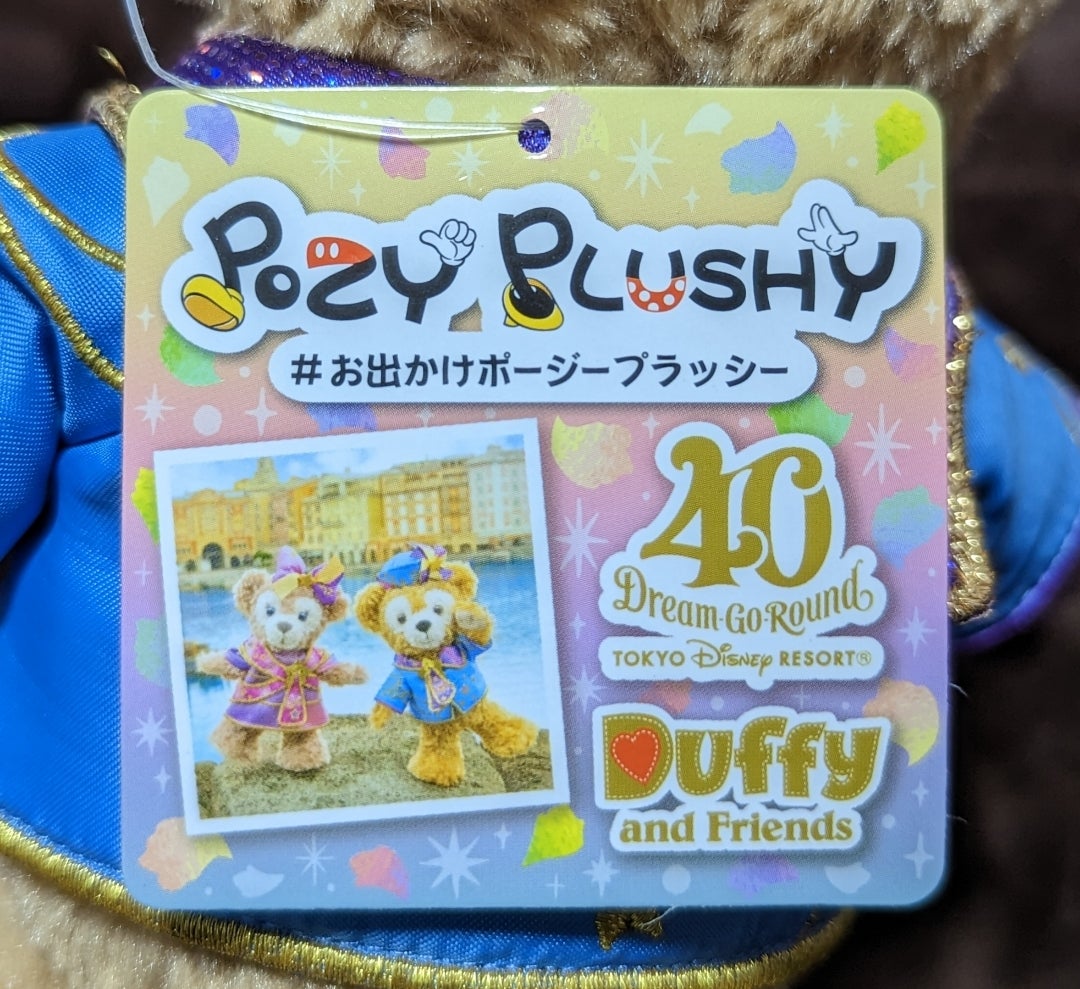 Pozy Plushy
#お出かけポージープラッシー
40
Dream-Go-Round
TOKYO Disney RESORT®
Duffy
and Friends